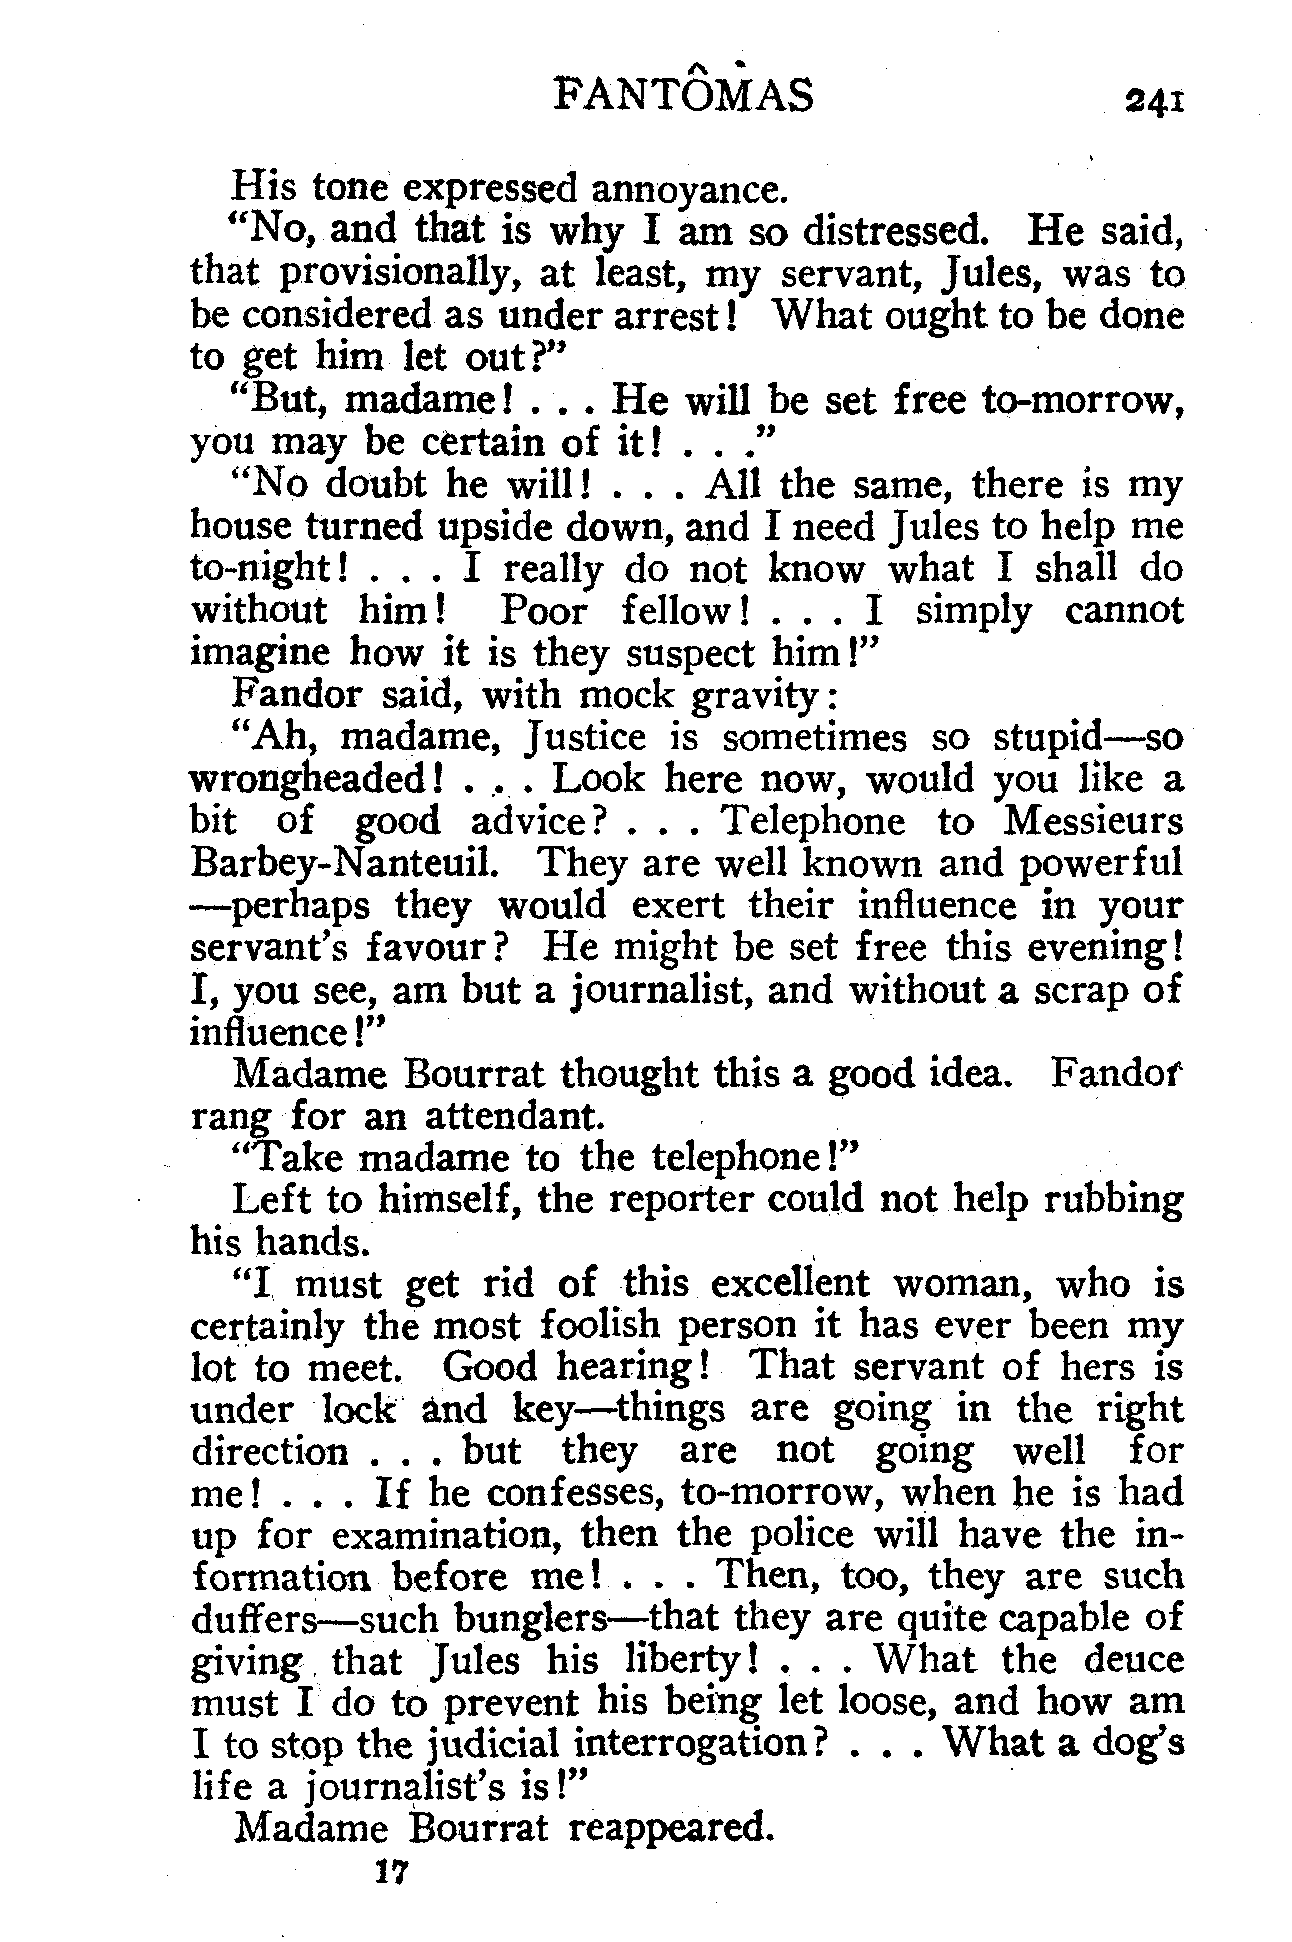 FANTÔMAS 241
His tone expressed annoyance.
“No, and that is why I am so distressed. He said,
that provisionally, at least, my servant, Jules, was to
be considered as under arrest! What ought to be done
to get him let out?”
“But, madame! . . . He will be set free to-morrow,
you may be certain of it! . . .”
“No doubt he will! . . . All the same, there is my
house turned upside down, and I need Jules to help me
to-night! . . . I really do not know what I shall do
without him! Poor fellow! . . . I simply cannot
imagine how it is they suspect him!”
Fandor said, with mock gravity:
“Ah, madame, Justice is sometimes so stupid—so
wrongheaded! . . . Look here now, would you like a
bit of good advice? . . . Telephone to Messieurs
Barbey-Nanteuil. They are well known and powerful
—perhaps they would exert their influence in your
servant’s favour? He might be set free this evening!
I, you see, am but a journalist, and without a scrap of
influence!”
Madame Bourrat thought this a good idea. Fandor
rang for an attendant.
“Take madame to the telephone!”
Left to himself, the reporter could not help rubbing
his hands.
“I must get rid of this excellent woman, who is
certainly the most foolish person it has ever been my
lot to meet. Good hearing! That servant of hers is
under lock and key—things are going in the right
direction . . . but they are not going well for
me! . . . If he confesses, to-morrow, when he is had
up for examination, then the police will have the in-
formation before me! . . . Then, too, they are such
duffers—such bunglers—that they are quite capable of
giving that Jules his liberty! . . . What the deuce
must I do to prevent his being let loose, and how am
I to stop the judicial interrogation? . . . What a dog’s
life a journalist’s is!”
Madame Bourrat reappeared.
17